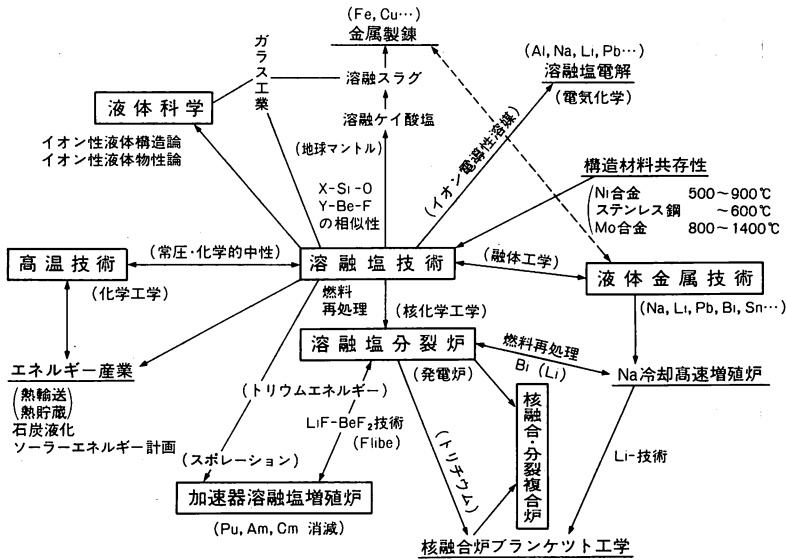 (Fe, Cu…)
金属製錬
ガラス工業
溶融スラグ
(Al, Na, Li, Pb…)
溶融塩電解
(電気化学)
液体科学
イオン性液体構造論
イオン性液体物性論
溶融ケイ酸塩
(地球マントル)
(イオン電導性溶媒)
X-Si-O
Y-Be-F
の相似性
構造材料共存性
Ni合金 500～900℃
ステンレス鋼 ～600℃
Mo合金 800～1400℃
高温技術
(常圧・化学的中性)
溶融塩技術
(融体工学)
液体金属技術
(化学工学)
燃料
再処理
(核化学工学)
(Na, Li, Pb, Bi, Sn…)
溶融塩分裂炉
燃料再処理
Bi (Li)
エネルギー産業
(熱輸送)
(熱貯蔵)
石炭液化
ソーラーエネルギー計画
(トリウムエネルギー)
(発電炉)
Na冷却高速増殖炉
LiF-BeF₂技術
(Flibe)
核融合・分裂複合炉
(トリチウム)
Li-技術
(スポレーション)
加速器溶融塩増殖炉
(Pu, Am, Cm 消滅)
核融合炉ブランケット工学